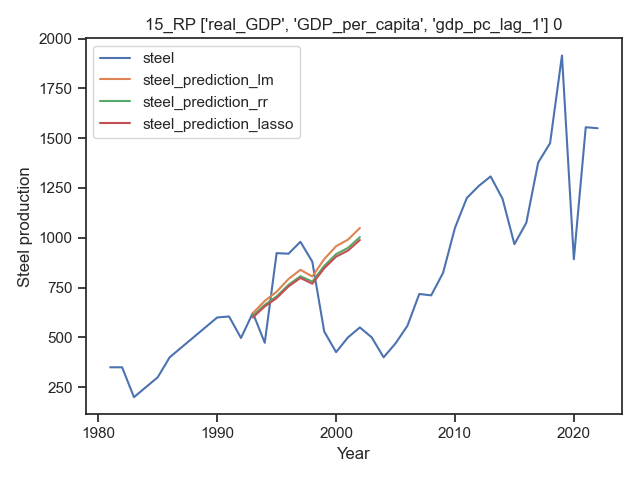 15_RP ['real_GDP', 'GDP_per_capita', 'gdp_pc_lag_1'] 0
2000
1750
1500
1250
1000
750
500
250
Steel production
steel
steel_prediction_lm
steel_prediction_rr
steel_prediction_lasso
1980
1990
2000
2010
2020
Year